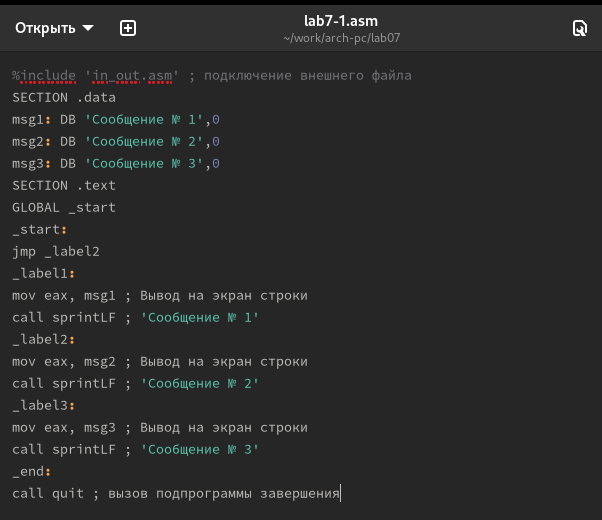 Открыть
lab7-1.asm
~/work/arch-pc/lab07
%include 'in_out.asm' ; подключение внешнего файла
SECTION .data
msg1: DB 'Сообщение № 1',0
msg2: DB 'Сообщение № 2',0
msg3: DB 'Сообщение № 3',0
SECTION .text
GLOBAL _start
_start:
jmp _label2
_label1:
mov eax, msg1 ; Вывод на экран строки
call sprintLF ; 'Сообщение № 1'
_label2:
mov eax, msg2 ; Вывод на экран строки
call sprintLF ; 'Сообщение № 2'
_label3:
mov eax, msg3 ; Вывод на экран строки
call sprintLF ; 'Сообщение № 3'
_end:
call quit ; вызов подпрограммы завершения